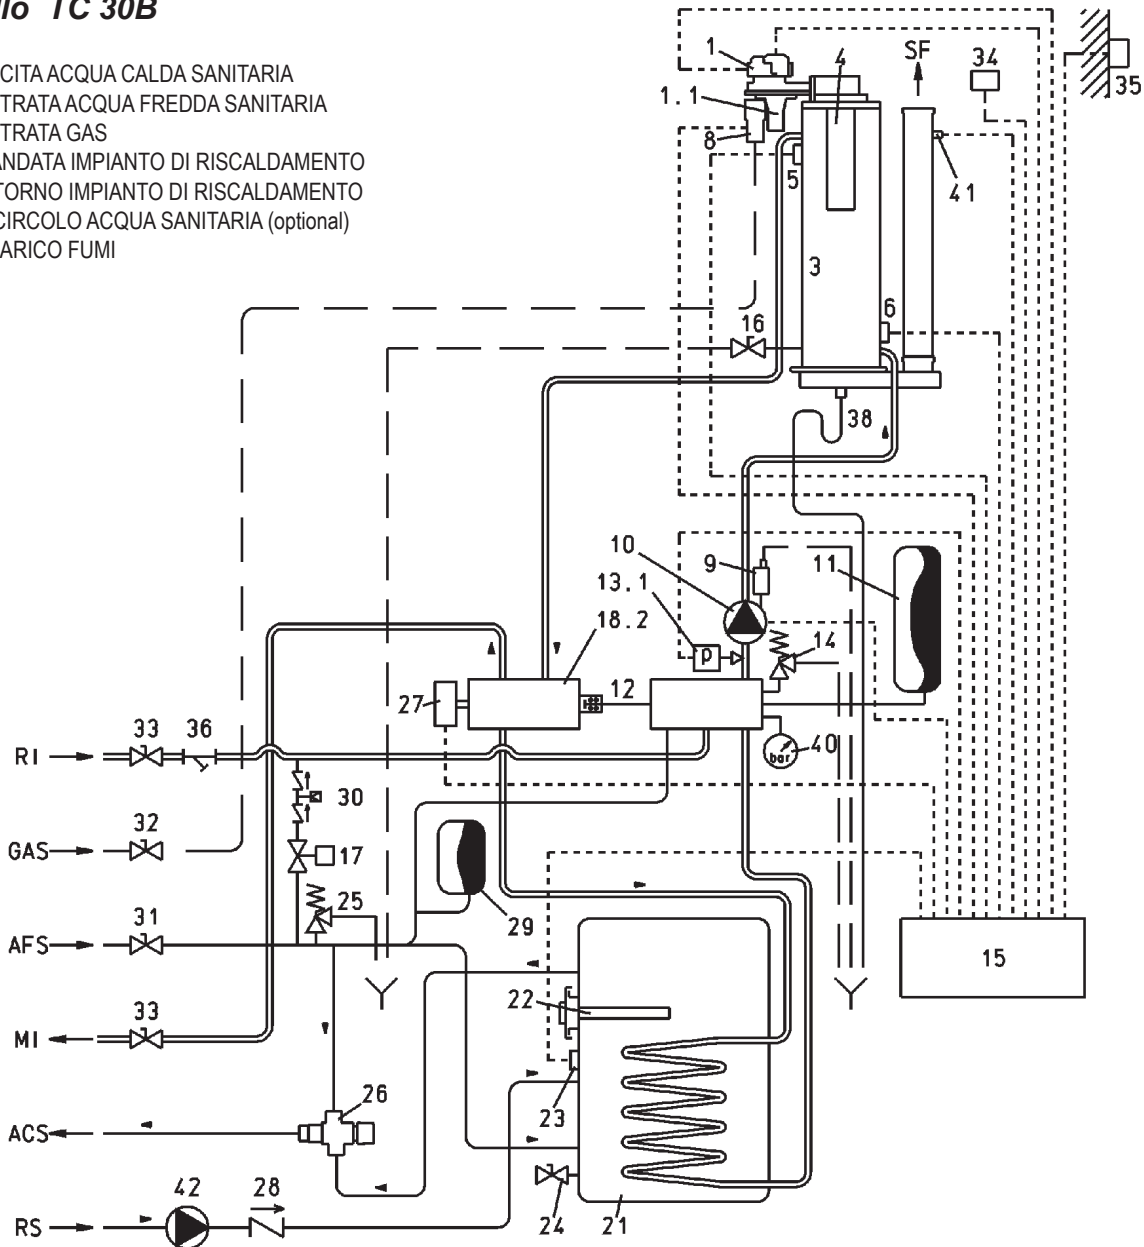 llo TC 30B
CITA ACQUA CALDA SANITARIA
TRATA ACQUA FREDDA SANITARIA
TRATA GAS
ANDATA IMPIANTO DI RISCALDAMENTO
TORNO IMPIANTO DI RISCALDAMENTO
CIRCOLO ACQUA SANITARIA (optional)
ARICO FUMI
1
4
SF
34
35
1.1
8
5
41
3
6
16
38
10
9
11
13.1
18.2
P
14
27
12
33
36
RI
40
bar
30
32
GAS
17
25
29
31
AFS
15
22
33
MI
23
26
ACS
42
28
RS
24
21